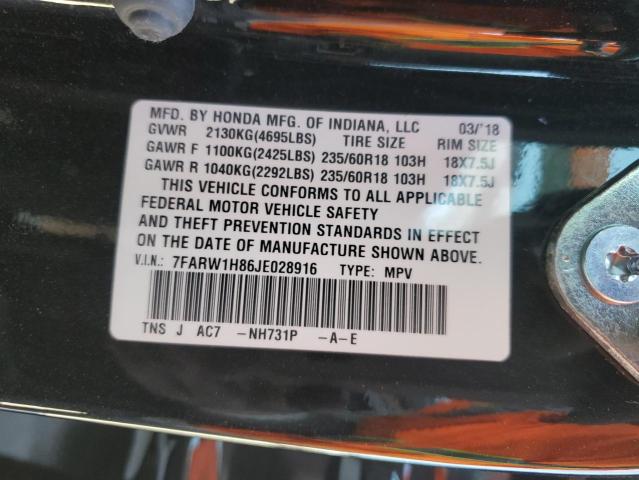 MFD. BY HONDA MFG. OF INDIANA, LLC 03/'18
GVWR 2130KG(4695LBS) TIRE SIZE RIM SIZE
GAWR F 1100KG(2425LBS) 235/60R18 103H 18X7.5J
GAWR R 1040KG(2292LBS) 235/60R18 103H 18X7.5J
THIS VEHICLE CONFORMS TO ALL APPLICABLE
FEDERAL MOTOR VEHICLE SAFETY
AND THEFT PREVENTION STANDARDS IN EFFECT
ON THE DATE OF MANUFACTURE SHOWN ABOVE.
V.I.N.: 7FARW1H86JE028916 TYPE: MPV
TNS J AC7 -NH731P -A-E